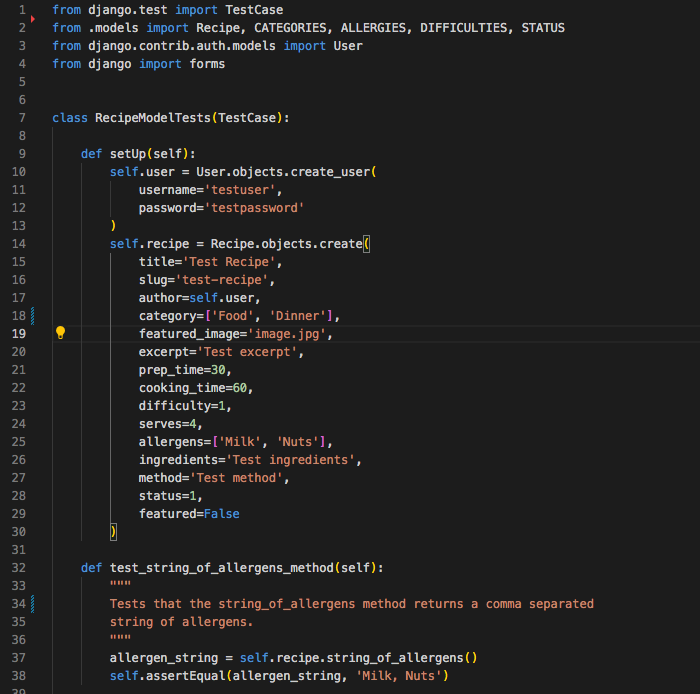 1 from django.test import TestCase
2 from .models import Recipe, CATEGORIES, ALLERGIES, DIFFICULTIES, STATUS
3 from django.contrib.auth.models import User
4 from django import forms
5
6
7 class RecipeModelTests(TestCase):
8
9     def setUp(self):
10         self.user = User.objects.create_user(
11             username='testuser',
12             password='testpassword'
13         )
14         self.recipe = Recipe.objects.create(
15             title='Test Recipe',
16             slug='test-recipe',
17             author=self.user,
18             category=['Food', 'Dinner'],
19             featured_image='image.jpg',
20             excerpt='Test excerpt',
21             prep_time=30,
22             cooking_time=60,
23             difficulty=1,
24             serves=4,
25             allergens=['Milk', 'Nuts'],
26             ingredients='Test ingredients',
27             method='Test method',
28             status=1,
29             featured=False
30         )
31
32     def test_string_of_allergens_method(self):
33         """
34         Tests that the string_of_allergens method returns a comma separated
35         string of allergens.
36         """
37         allergen_string = self.recipe.string_of_allergens()
38         self.assertEqual(allergen_string, 'Milk, Nuts')
39